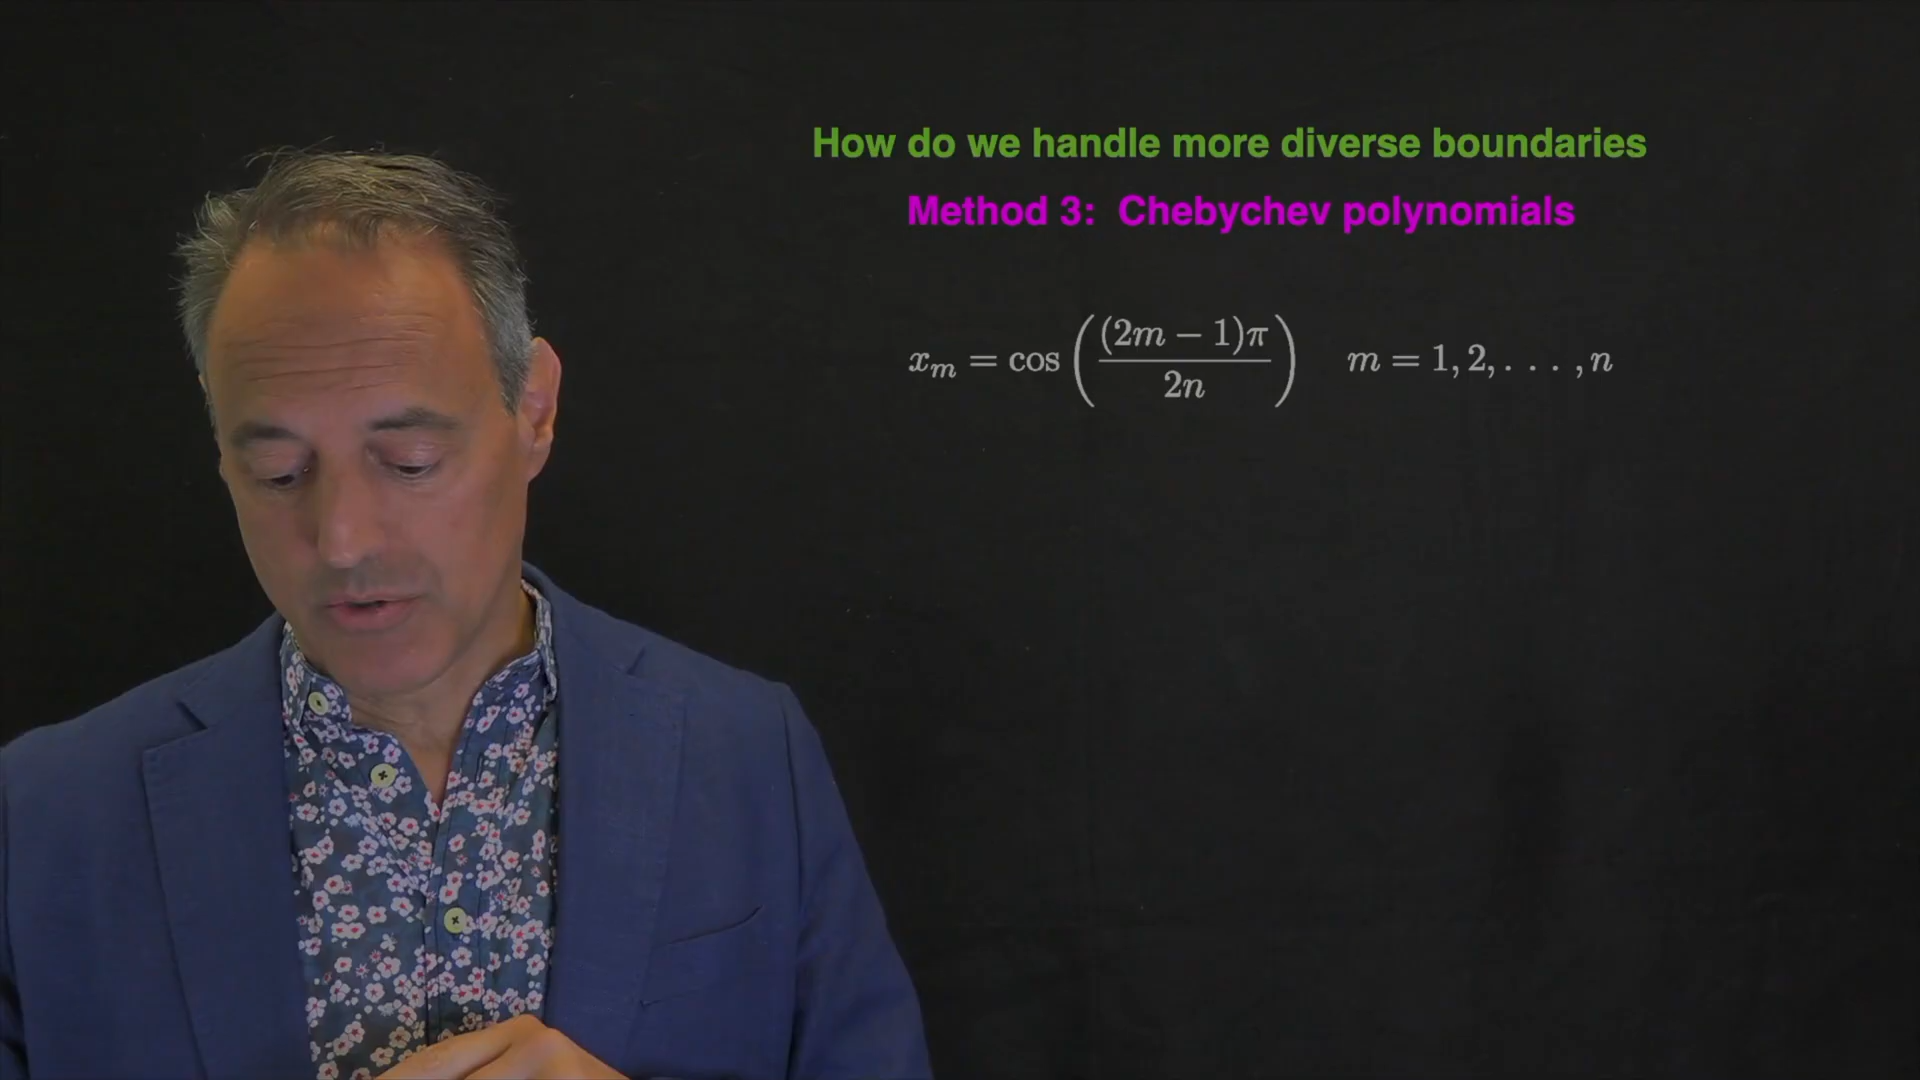 How do we handle more diverse boundaries
Method 3: Chebychev polynomials
x_m = cos ( (2m − 1)π / 2n ) m = 1, 2, . . . , n